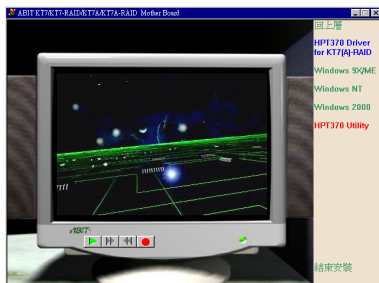 ABIT KT7/KT7-RAID/KT7A/KT7A-RAID Mother Board
回上層
HPT370 Driver
for KT7(A)-RAID
Windows 9X/ME
Windows NT
Windows 2000
HPT370 Utility
ABIT
結束安裝